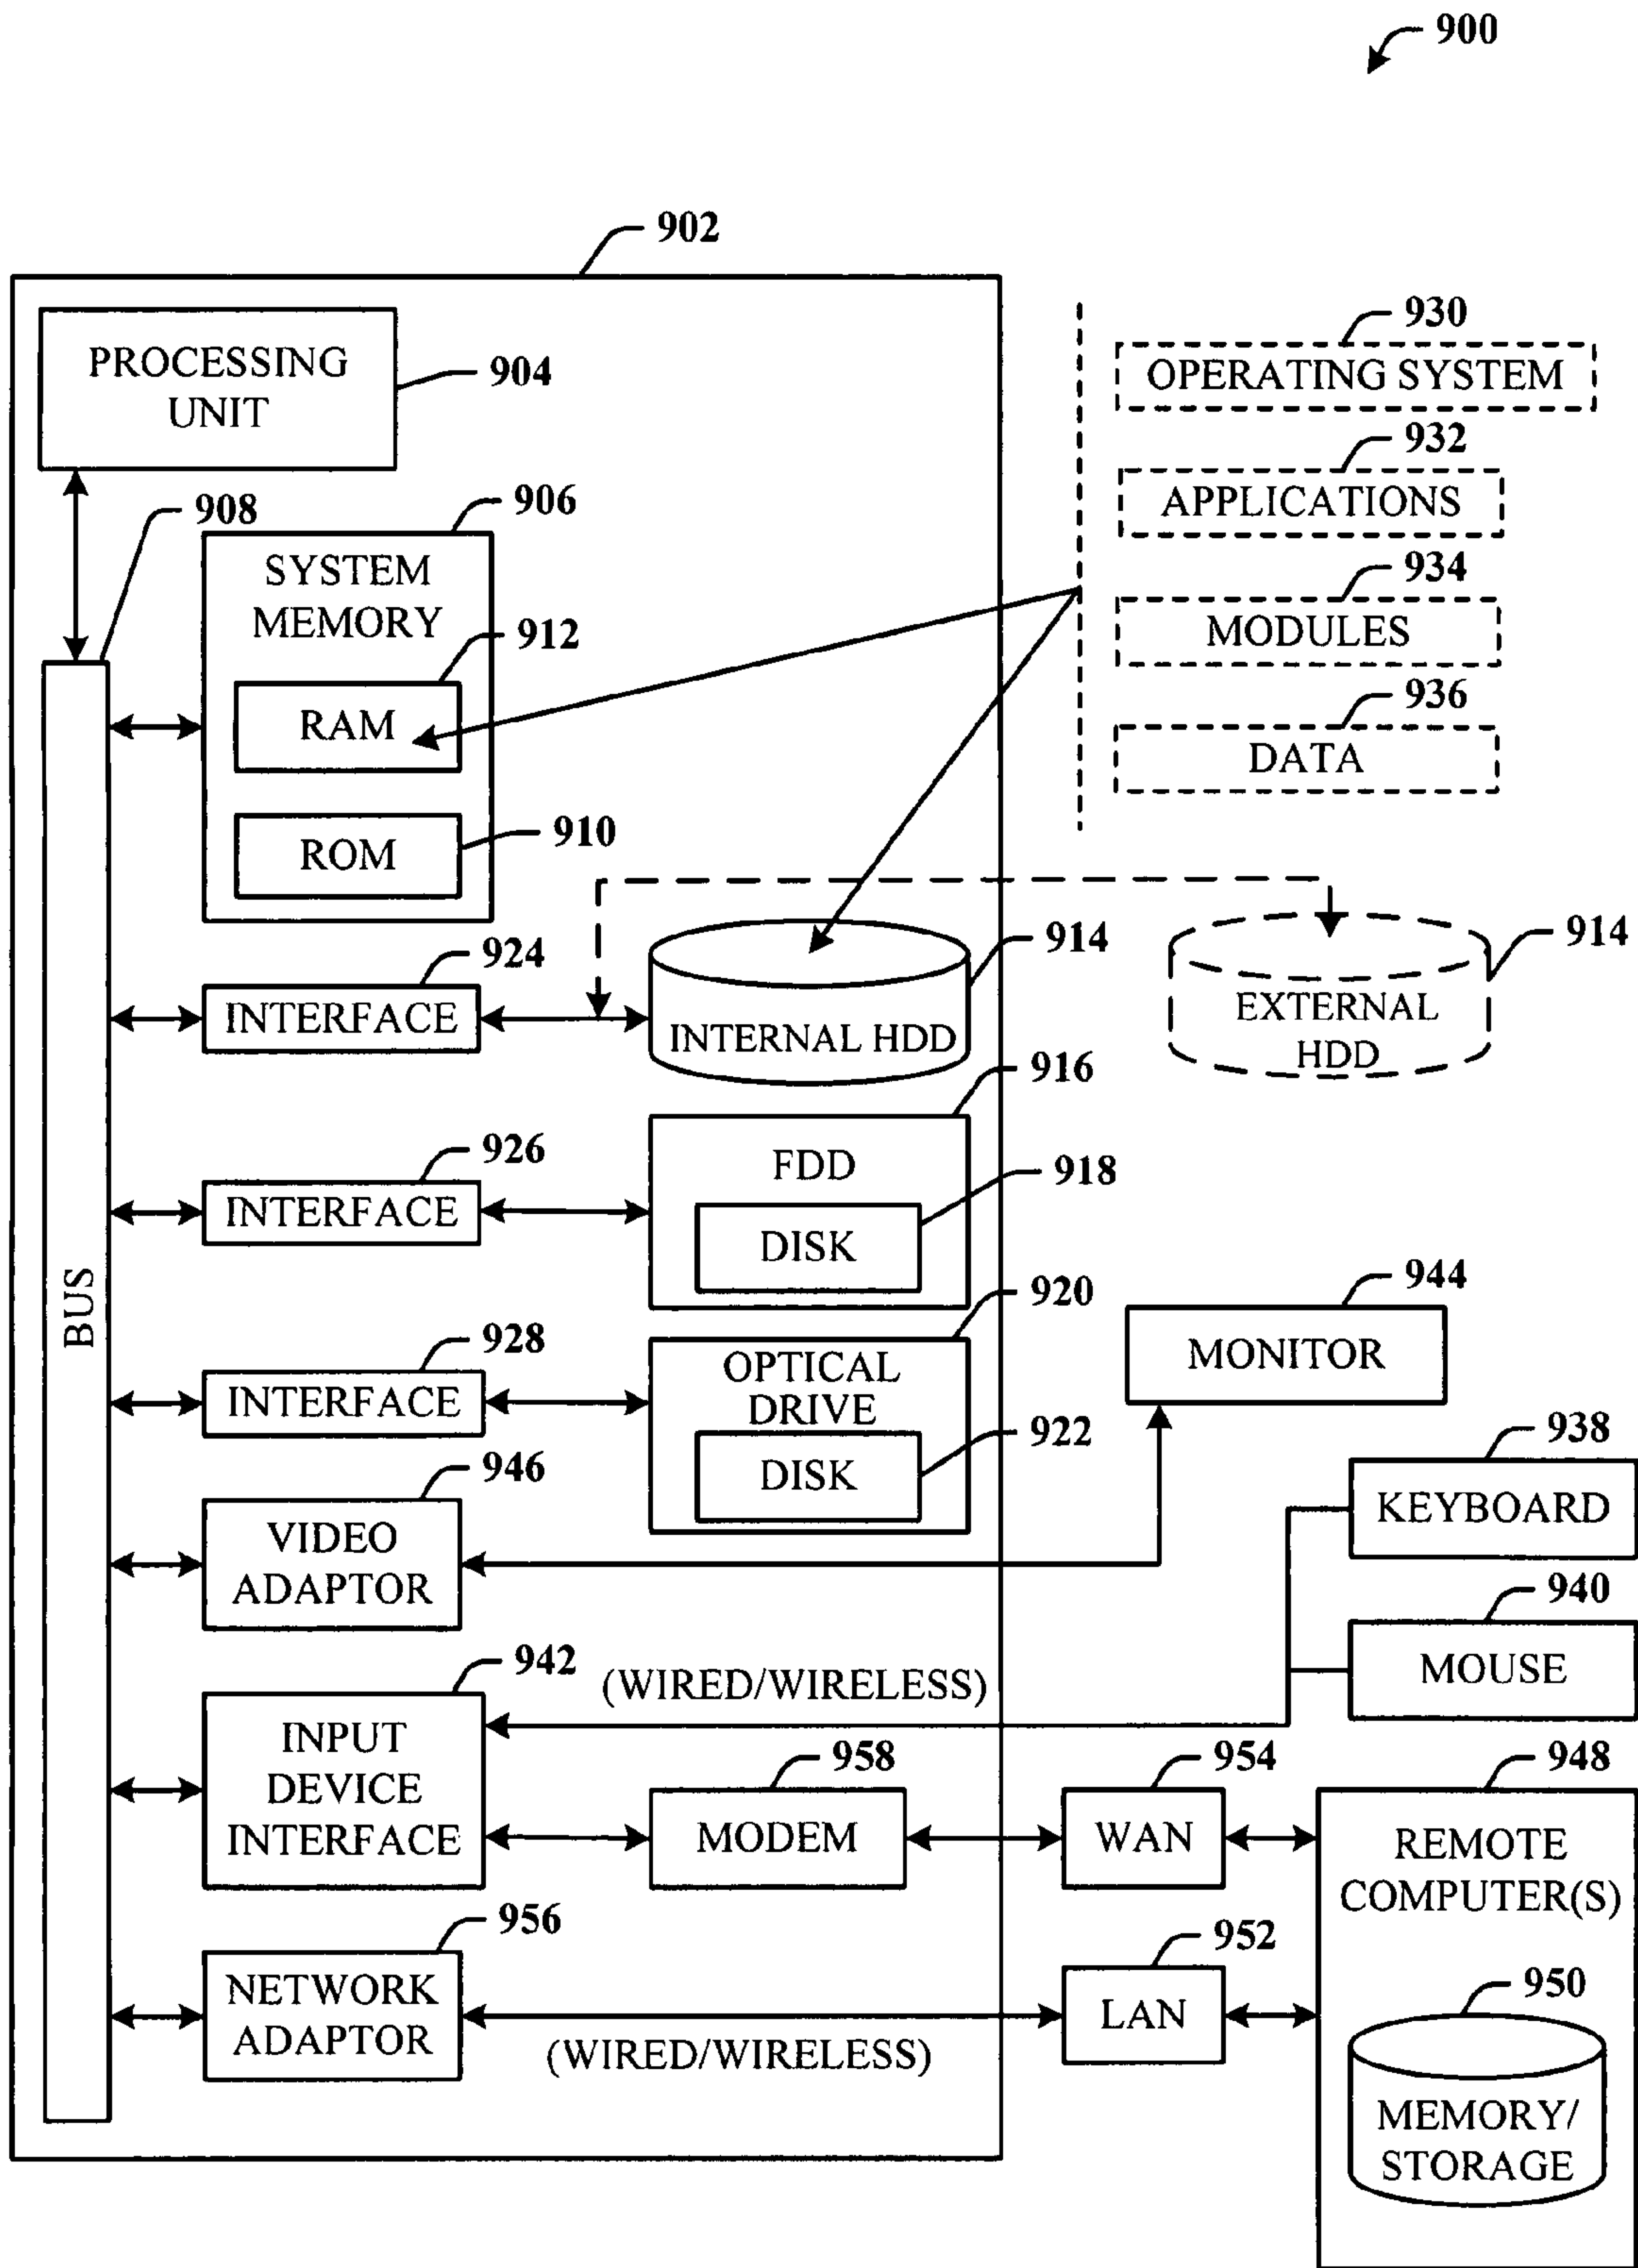 900
902
PROCESSING
UNIT
904
930
OPERATING SYSTEM
932
APPLICATIONS
934
MODULES
936
DATA
908
906
SYSTEM
MEMORY
912
RAM
910
ROM
BUS
924
INTERFACE
914
INTERNAL HDD
914
EXTERNAL
HDD
926
INTERFACE
916
FDD
918
DISK
928
INTERFACE
920
OPTICAL
DRIVE
922
DISK
944
MONITOR
946
VIDEO
ADAPTOR
938
KEYBOARD
940
MOUSE
942
INPUT
DEVICE
INTERFACE
(WIRED/WIRELESS)
958
MODEM
954
WAN
948
REMOTE
COMPUTER(S)
956
NETWORK
ADAPTOR
(WIRED/WIRELESS)
952
LAN
950
MEMORY/
STORAGE